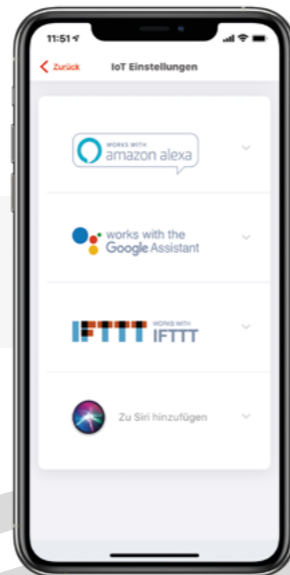 11:51
Zurück
IoT Einstellungen
WORKS WITH
amazon alexa
works with the
Google Assistant
IFTTT
WORKS WITH
IFTTT
Zu Siri hinzufügen